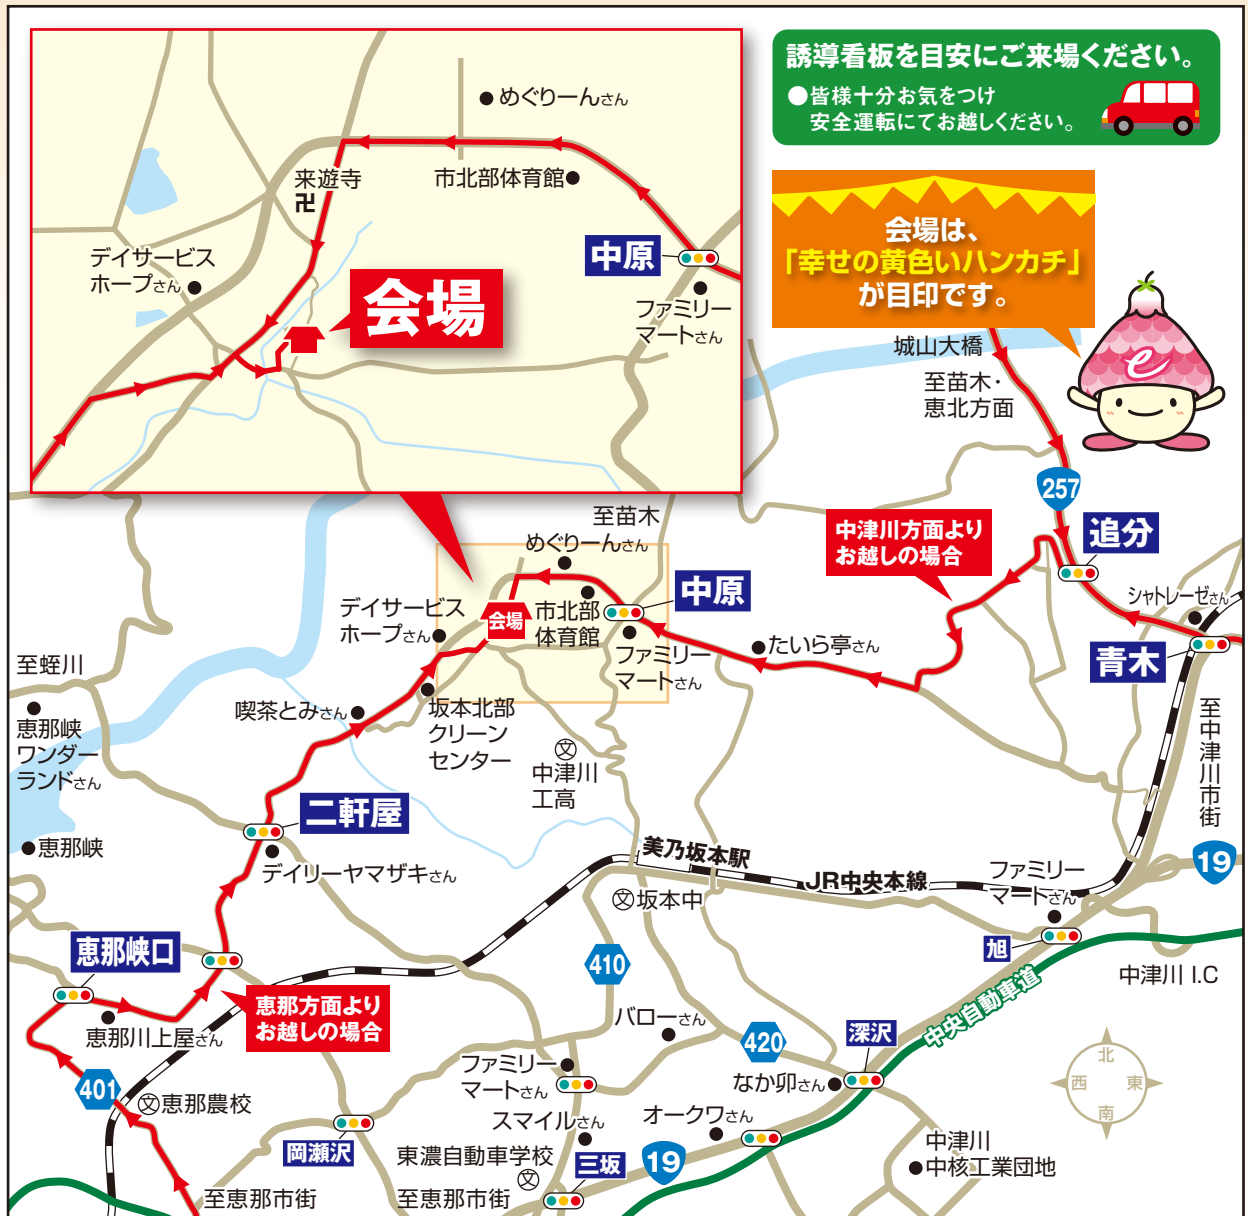 誘導看板を目安にご来場ください。
●皆様十分お気をつけ
安全運転にてお越しください。
会場は、
「幸せの黄色いハンカチ」
が目印です。
e
めぐりーんさん
来遊寺
卍
市北部体育館
デイサービス
ホープさん
中原
ファミリー
マートさん
会場
城山大橋
至苗木・
恵北方面
257
中津川方面より
お越しの場合
追分
シャトレーゼさん
青木
至苗木
めぐりーんさん
中原
デイサービス
ホープさん
会場
市北部
体育館
ファミリー
マートさん
たいら亭さん
至蛭川
恵那峡
ワンダー
ランドさん
喫茶とみさん
坂本北部
クリーン
センター
文
中津川
工高
至中津川市街
二軒屋
恵那峡
デイリーヤマザキさん
美乃坂本駅
JR中央本線
ファミリー
マートさん
19
文坂本中
旭
恵那峡口
410
中津川 I.C
恵那方面より
お越しの場合
恵那川上屋さん
バローさん
420
深沢
中央自動車道
ファミリー
マートさん
なか卯さん
北
西
東
南
401
文恵那農校
スマイルさん
オークワさん
岡瀬沢
東濃自動車学校
文
三坂
19
中津川
中核工業団地
至恵那市街
至恵那市街